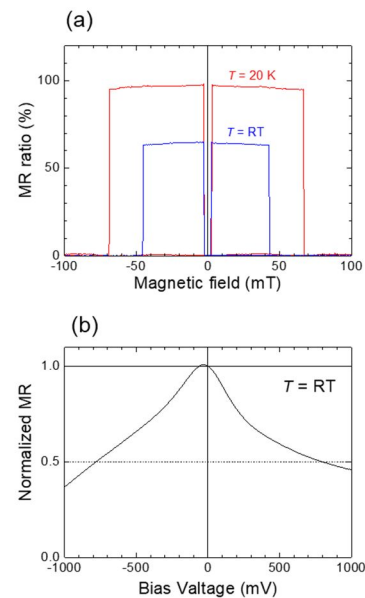 (a)
MR ratio (%)
100
50
0
T = 20 K
T = RT
-100 -50 0 50 100
Magnetic field (mT)
(b)
Normalized MR
1.0
0.5
0.0
T = RT
-1000 -500 0 500 1000
Bias Valtage (mV)